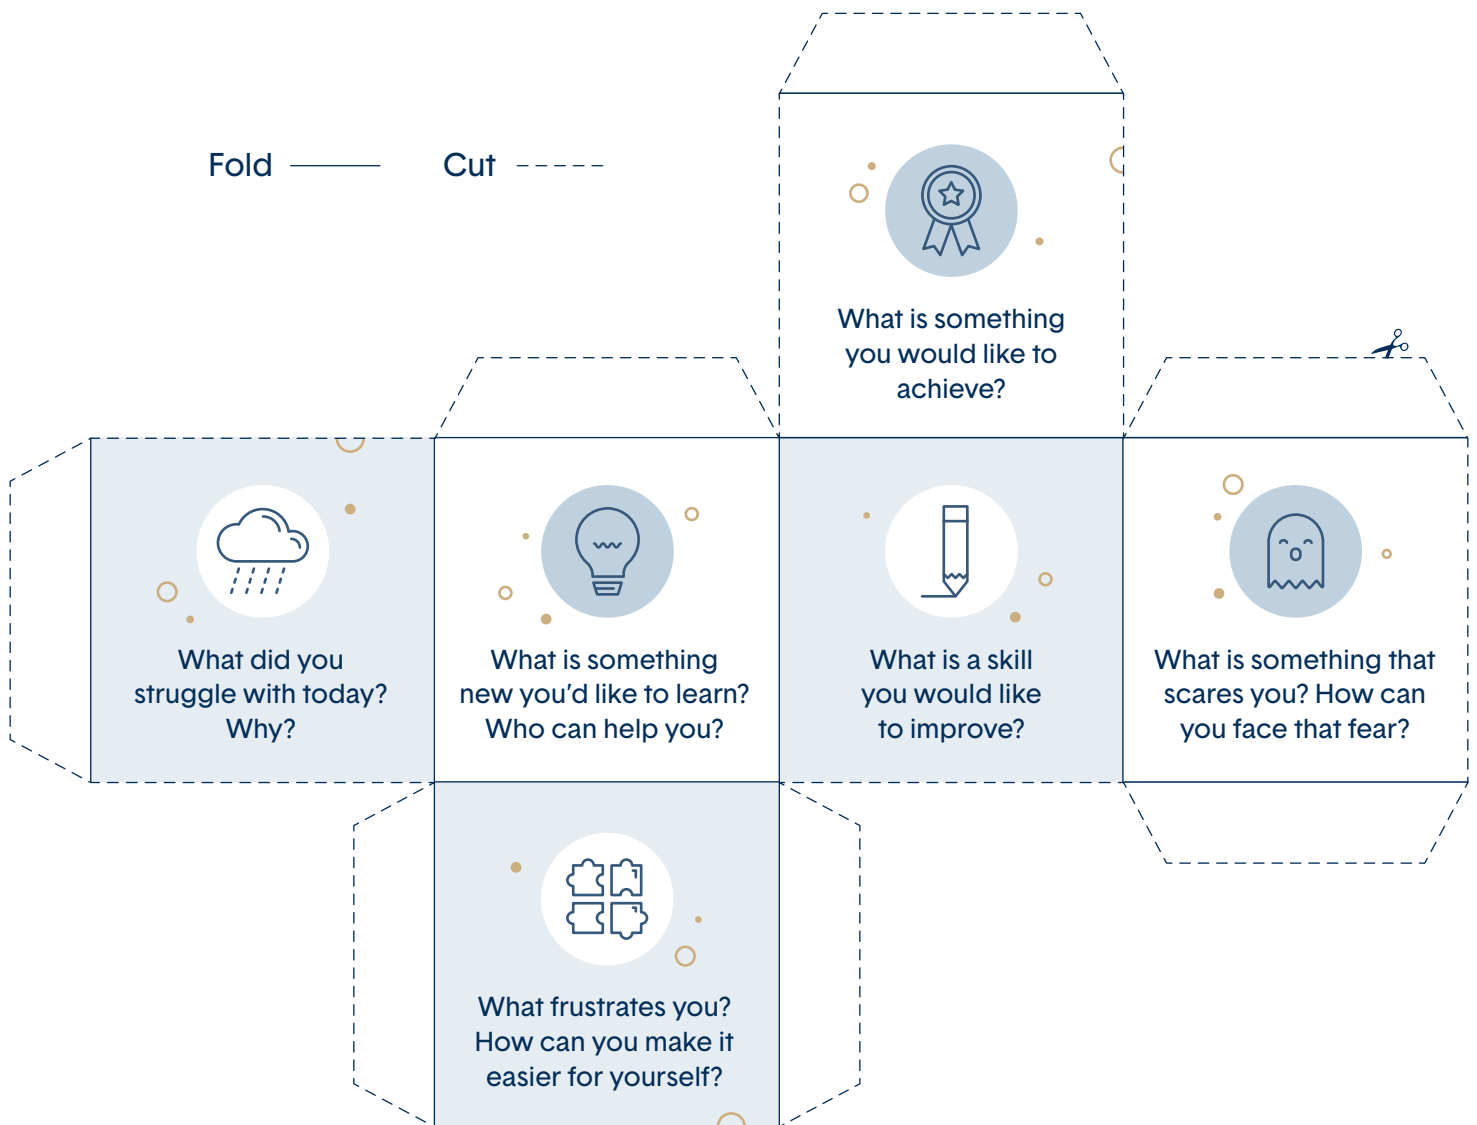 Fold
Cut
What is something
you would like to
achieve?
What did you
struggle with today?
Why?
What is something
new you'd like to learn?
Who can help you?
What is a skill
you would like
to improve?
What is something that
scares you? How can
you face that fear?
What frustrates you?
How can you make it
easier for yourself?